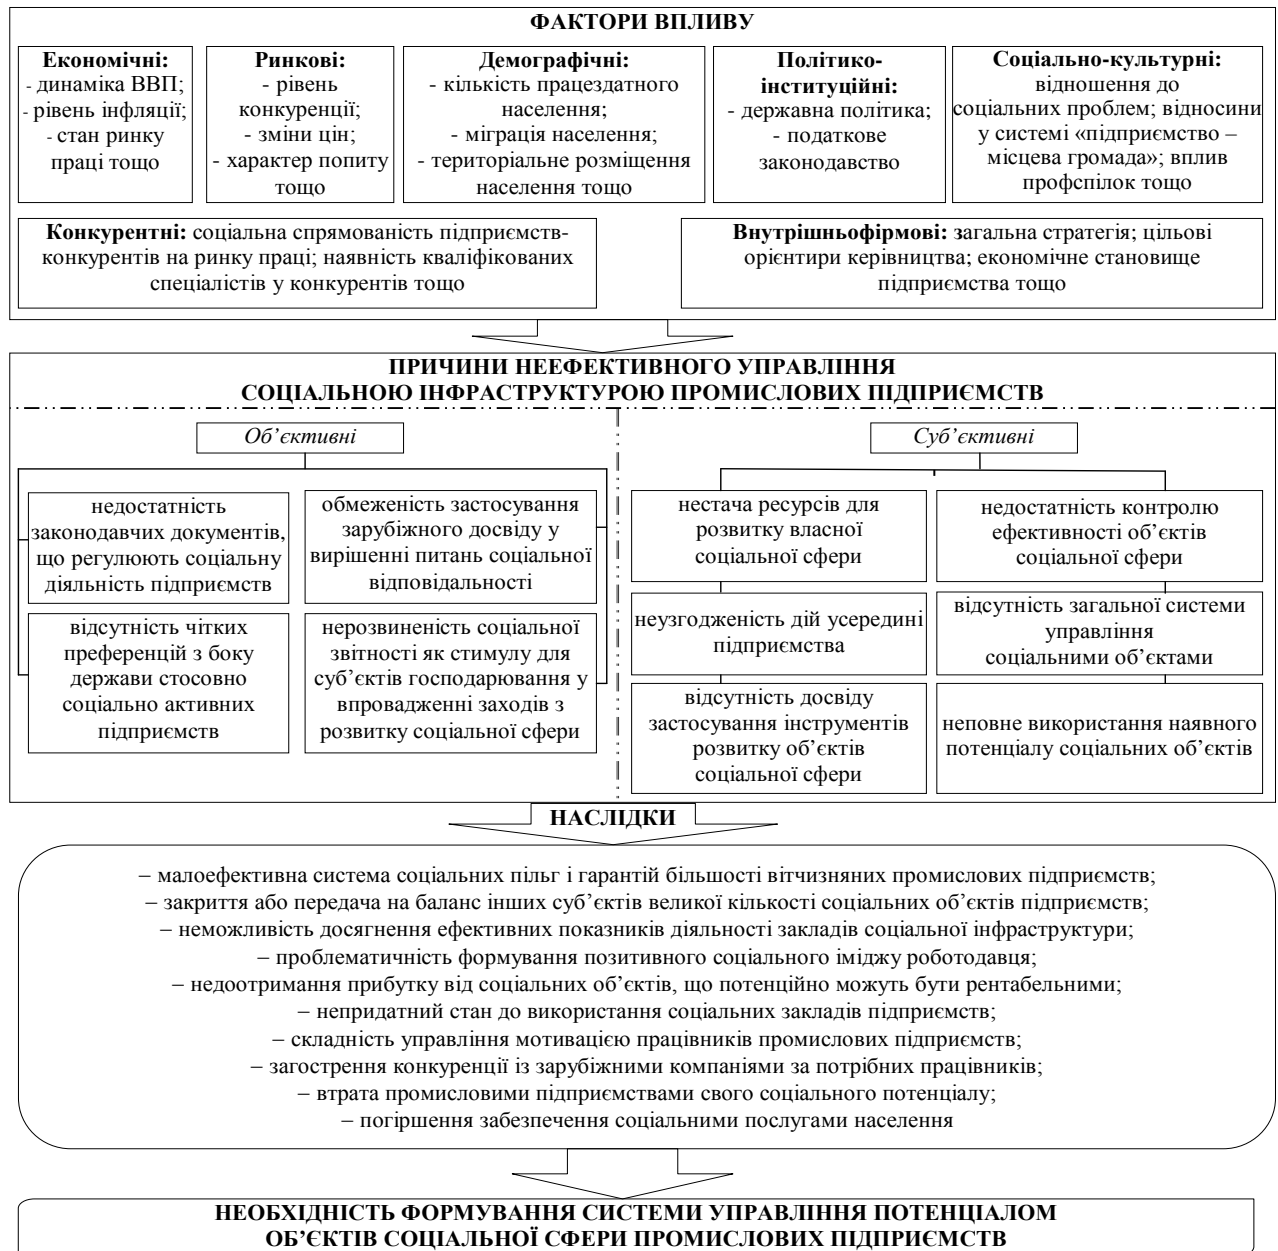 ФАКТОРИ ВПЛИВУ
Економічні:
- динаміка ВВП;
- рівень інфляції;
- стан ринку
праці тощо
Ринкові:
- рівень
конкуренції;
- зміни цін;
- характер попиту
тощо
Демографічні:
- кількість працездатного
населення;
- міграція населення;
- територіальне розміщення
населення тощо
Політико-
інституційні:
- державна політика;
- податкове
законодавство
Соціально-культурні:
відношення до
соціальних проблем; відносини
у системі «підприємство –
місцева громада»; вплив
профспілок тощо
Конкурентні: соціальна спрямованість підприємств-
конкурентів на ринку праці; наявність кваліфікованих
спеціалістів у конкурентів тощо
Внутрішньофірмові: загальна стратегія; цільові
орієнтири керівництва; економічне становище
підприємства тощо
ПРИЧИНИ НЕЕФЕКТИВНОГО УПРАВЛІННЯ
СОЦІАЛЬНОЮ ІНФРАСТРУКТУРОЮ ПРОМИСЛОВИХ ПІДПРИЄМСТВ
Об’єктивні
недостатність
законодавчих документів,
що регулюють соціальну
діяльність підприємств
обмеженість застосування
зарубіжного досвіду у
вирішенні питань соціальної
відповідальності
відсутність чітких
преференцій з боку
держави стосовно
соціально активних
підприємств
нерозвиненість соціальної
звітності як стимулу для
суб’єктів господарювання у
впровадженні заходів з
розвитку соціальної сфери
Суб’єктивні
нестача ресурсів для
розвитку власної
соціальної сфери
недостатність контролю
ефективності об’єктів
соціальної сфери
неузгодженість дій усередині
підприємства
відсутність загальної системи
управління
соціальними об’єктами
відсутність досвіду
застосування інструментів
розвитку об’єктів
соціальної сфери
неповне використання наявного
потенціалу соціальних об’єктів
НАСЛІДКИ
– малоефективна система соціальних пільг і гарантій більшості вітчизняних промислових підприємств;
– закриття або передача на баланс інших суб’єктів великої кількості соціальних об’єктів підприємств;
– неможливість досягнення ефективних показників діяльності закладів соціальної інфраструктури;
– проблематичність формування позитивного соціального іміджу роботодавця;
– недоотримання прибутку від соціальних об’єктів, що потенційно можуть бути рентабельними;
– непридатний стан до використання соціальних закладів підприємств;
– складність управління мотивацією працівників промислових підприємств;
– загострення конкуренції із зарубіжними компаніями за потрібних працівників;
– втрата промисловими підприємствами свого соціального потенціалу;
– погіршення забезпечення соціальними послугами населення
НЕОБХІДНІСТЬ ФОРМУВАННЯ СИСТЕМИ УПРАВЛІННЯ ПОТЕНЦІАЛОМ
ОБ’ЄКТІВ СОЦІАЛЬНОЇ СФЕРИ ПРОМИСЛОВИХ ПІДПРИЄМСТВ